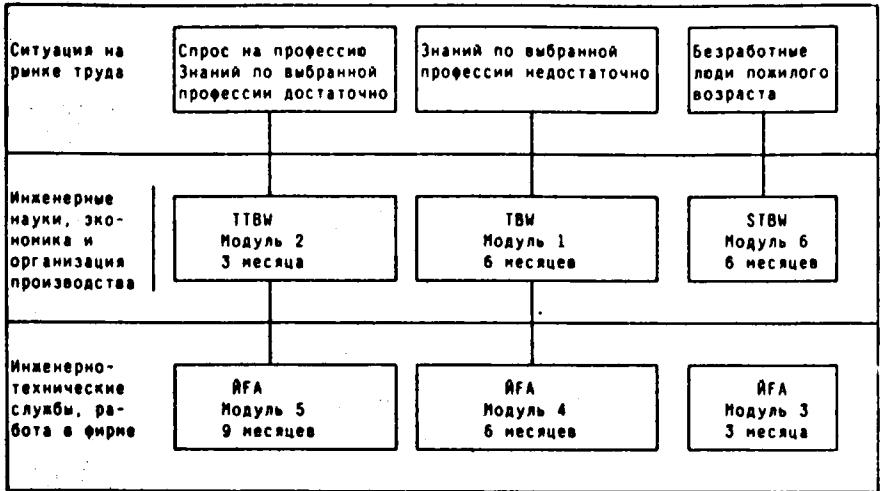 Ситуация на
рынке труда
Спрос на профессию
Знаний по выбранной
профессии достаточно
Знаний по выбранной
профессии недостаточно
Безработные
люди пожилого
возраста
Инженерные
науки, эко-
номика и
организация
производства
TTBW
Модуль 2
3 месяца
TBW
Модуль 1
6 месяцев
STBW
Модуль 6
6 месяцев
Инженерно-
технические
службы, ра-
бота в фирме
ЙFA
Модуль 5
9 месяцев
ЙFA
Модуль 4
6 месяцев
ЙFA
Модуль 3
3 месяца